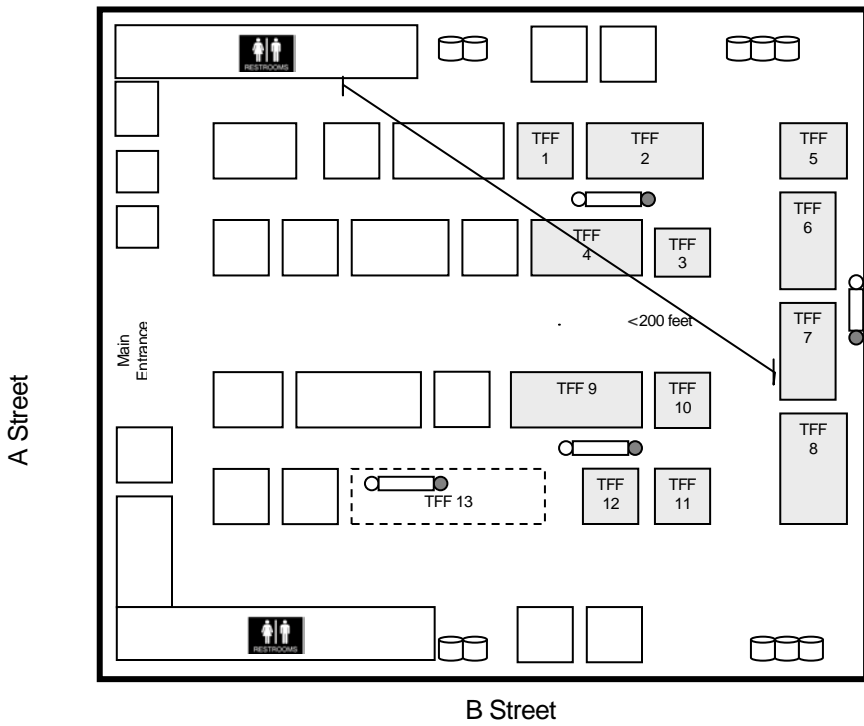 RESTROOMS
TFF
1
TFF
2
TFF
5
TFF
6
TFF
4
TFF
3
<200 feet
TFF
7
Main
Entrance
A Street
TFF 9
TFF
10
TFF
8
TFF 13
TFF
12
TFF
11
RESTROOMS
B Street